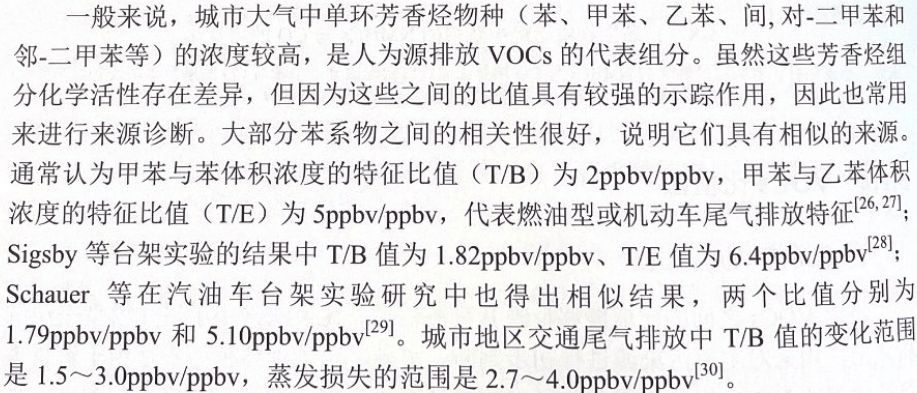 一般来说，城市大气中单环芳香烃物种（苯、甲苯、乙苯、间, 对-二甲苯和
邻-二甲苯等）的浓度较高，是人为源排放 VOCs 的代表组分。虽然这些芳香烃组
分化学活性存在差异，但因为这些之间的比值具有较强的示踪作用，因此也常用
来进行来源诊断。大部分苯系物之间的相关性很好，说明它们具有相似的来源。
通常认为甲苯与苯体积浓度的特征比值（T/B）为 2ppbv/ppbv，甲苯与乙苯体积
浓度的特征比值（T/E）为 5ppbv/ppbv，代表燃油型或机动车尾气排放特征[26, 27]；
Sigsby 等台架实验的结果中 T/B 值为 1.82ppbv/ppbv、T/E 值为 6.4ppbv/ppbv[28]；
Schauer 等在汽油车台架实验研究中也得出相似结果，两个比值分别为
1.79ppbv/ppbv 和 5.10ppbv/ppbv[29]。城市地区交通尾气排放中 T/B 值的变化范围
是 1.5～3.0ppbv/ppbv，蒸发损失的范围是 2.7～4.0ppbv/ppbv[30]。